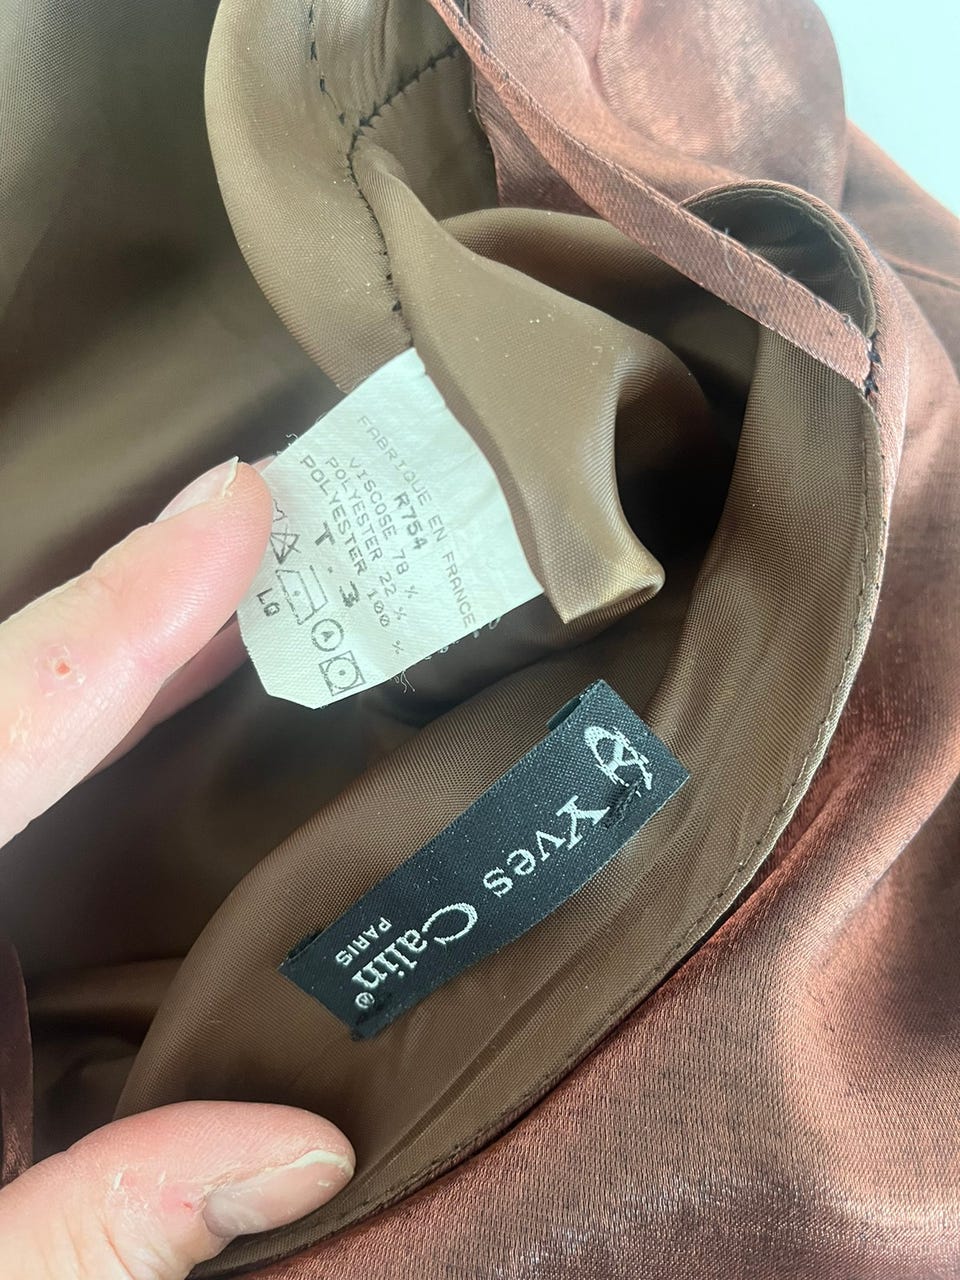 FABRIQUE EN FRANCE
R754
VISCOSE 78 %
POLYESTER 22 %
POLYESTER 100 %
T 3
A
Yves Calin®
PARIS